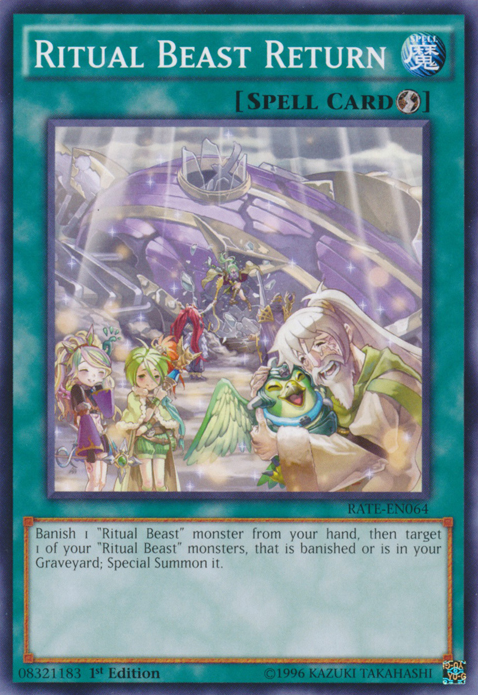 RITUAL BEAST RETURN
SPELL
魔
[SPELL CARD]
RATE-EN064
Banish 1 "Ritual Beast" monster from your hand, then target
1 of your "Ritual Beast" monsters, that is banished or is in your
Graveyard; Special Summon it.
08321183 1st Edition
©1996 KAZUKI TAKAHASHI